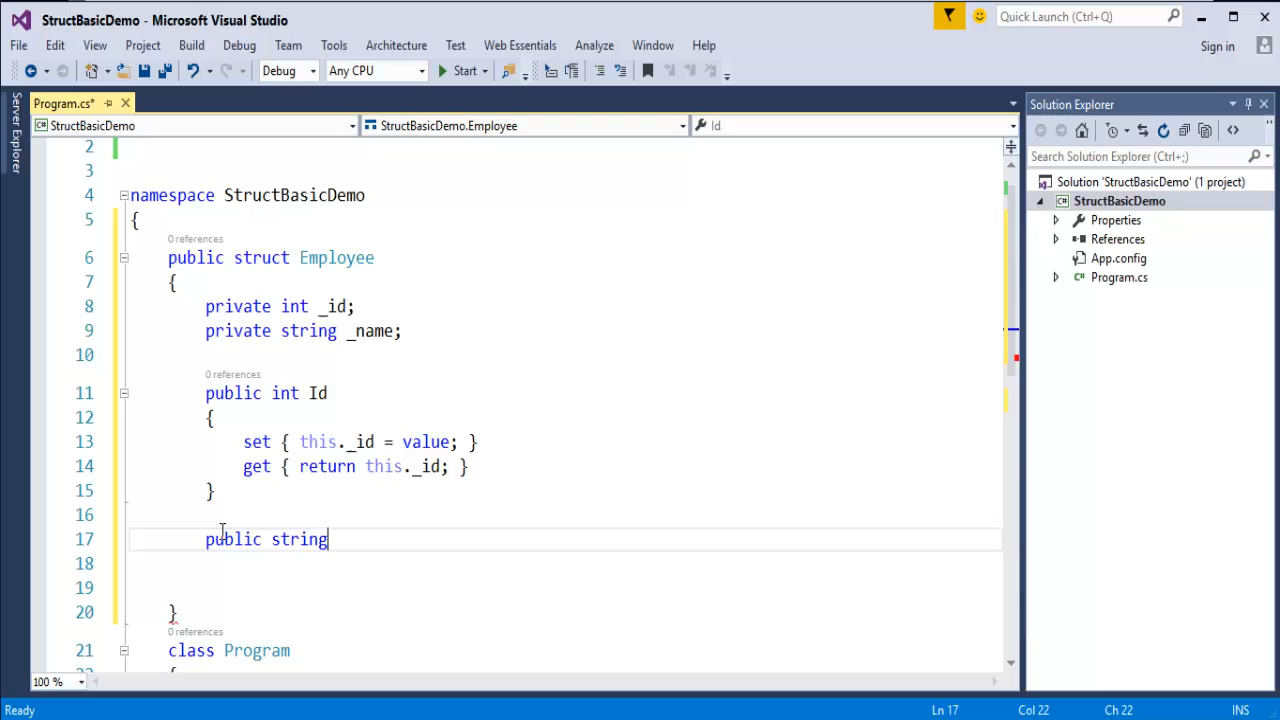 StructBasicDemo - Microsoft Visual Studio
Quick Launch (Ctrl+Q)
File Edit View Project Build Debug Team Tools Architecture Test Web Essentials Analyze Window Help
Sign in
Debug Any CPU Start
Server Explorer
Program.cs*
StructBasicDemo StructBasicDemo.Employee Id
2
3
4 namespace StructBasicDemo
5 {
0 references
6 public struct Employee
7 {
8 private int _id;
9 private string _name;
10
0 references
11 public int Id
12 {
13 set { this._id = value; }
14 get { return this._id; }
15 }
16
17 public string
18
19
20 }
0 references
21 class Program
100 %
Solution Explorer
Search Solution Explorer (Ctrl+;)
Solution 'StructBasicDemo' (1 project)
StructBasicDemo
Properties
References
App.config
Program.cs
Ready Ln 17 Col 22 Ch 22 INS